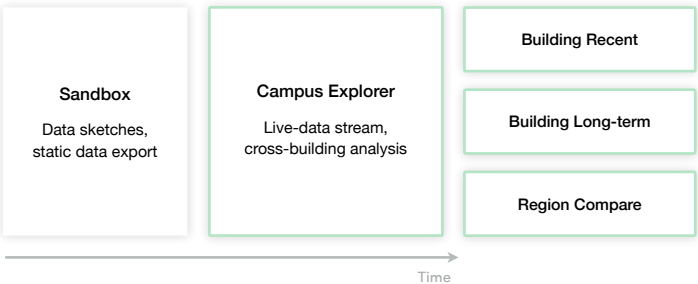 Sandbox
Data sketches,
static data export
Campus Explorer
Live-data stream,
cross-building analysis
Building Recent
Building Long-term
Region Compare
Time